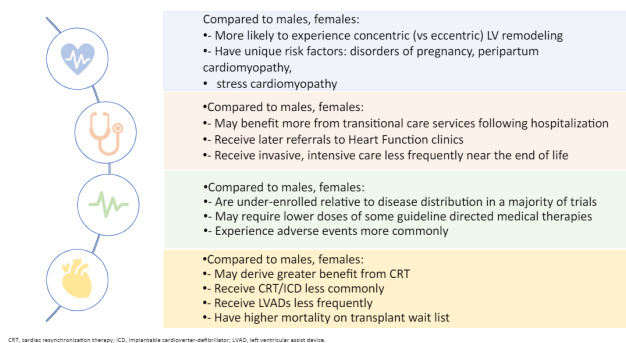 Compared to males, females:
•- More likely to experience concentric (vs eccentric) LV remodeling
•- Have unique risk factors: disorders of pregnancy, peripartum
cardiomyopathy,
• stress cardiomyopathy
•Compared to males, females:
•- May benefit more from transitional care services following hospitalization
•- Receive later referrals to Heart Function clinics
•- Receive invasive, intensive care less frequently near the end of life
•Compared to males, females:
•- Are under-enrolled relative to disease distribution in a majority of trials
•- May require lower doses of some guideline directed medical therapies
•- Experience adverse events more commonly
•Compared to males, females:
•- May derive greater benefit from CRT
•- Receive CRT/ICD less commonly
•- Receive LVADs less frequently
•- Have higher mortality on transplant wait list
CRT, cardiac resynchronization therapy; ICD, implantable cardioverter-defibrillator; LVAD, left ventricular assist device.